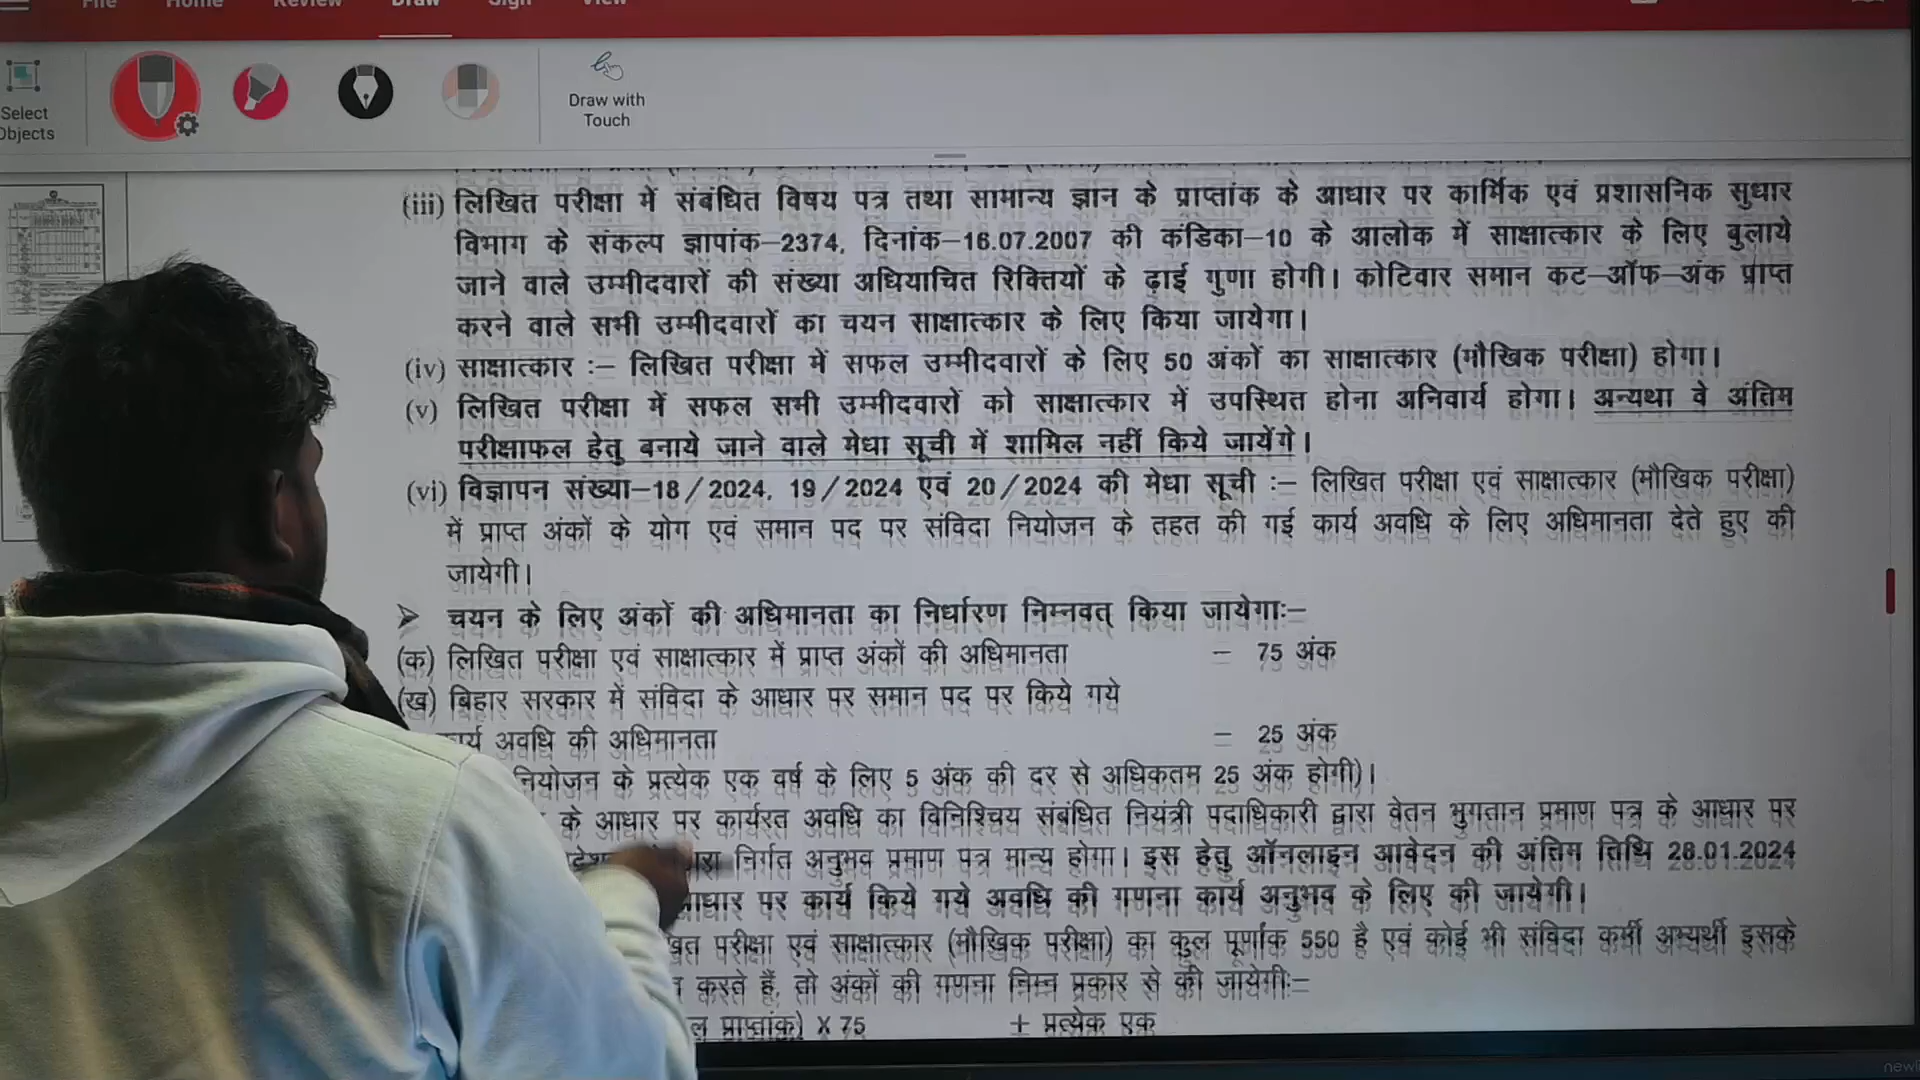 File Home Review Draw Sign View
Select
Objects
Draw with
Touch
(iii) लिखित परीक्षा में संबंधित विषय पत्र तथा सामान्य ज्ञान के प्राप्तांक के आधार पर कार्मिक एवं प्रशासनिक सुधार
विभाग के संकल्प ज्ञापांक–2374, दिनांक–16.07.2007 की कंडिका–10 के आलोक में साक्षात्कार के लिए बुलाये
जाने वाले उम्मीदवारों की संख्या अधियाचित रिक्तियों के ढ़ाई गुणा होगी। कोटिवार समान कट–ऑफ–अंक प्राप्त
करने वाले सभी उम्मीदवारों का चयन साक्षात्कार के लिए किया जायेगा।
(iv) साक्षात्कार :– लिखित परीक्षा में सफल उम्मीदवारों के लिए 50 अंकों का साक्षात्कार (मौखिक परीक्षा) होगा।
(v) लिखित परीक्षा में सफल सभी उम्मीदवारों को साक्षात्कार में उपस्थित होना अनिवार्य होगा। अन्यथा वे अंतिम
परीक्षाफल हेतु बनाये जाने वाले मेधा सूची में शामिल नहीं किये जायेंगे।
(vi) विज्ञापन संख्या–18/2024, 19/2024 एवं 20/2024 की मेधा सूची :– लिखित परीक्षा एवं साक्षात्कार (मौखिक परीक्षा)
में प्राप्त अंकों के योग एवं समान पद पर संविदा नियोजन के तहत की गई कार्य अवधि के लिए अधिमानता देते हुए की
जायेगी।
➢ चयन के लिए अंकों की अधिमानता का निर्धारण निम्नवत् किया जायेगाः–
(क) लिखित परीक्षा एवं साक्षात्कार में प्राप्त अंकों की अधिमानता – 75 अंक
(ख) बिहार सरकार में संविदा के आधार पर समान पद पर किये गये
कार्य अवधि की अधिमानता – 25 अंक
नियोजन के प्रत्येक एक वर्ष के लिए 5 अंक की दर से अधिकतम 25 अंक होगी)।
के आधार पर कार्यरत अवधि का विनिश्चिय संबंधित नियंत्री पदाधिकारी द्वारा वेतन भुगतान प्रमाण पत्र के आधार पर
निर्गत अनुभव प्रमाण पत्र मान्य होगा। इस हेतु ऑनलाइन आवेदन की अंतिम तिथि 28.01.2024
आधार पर कार्य किये गये अवधि की गणना कार्य अनुभव के लिए की जायेगी।
परीक्षा एवं साक्षात्कार (मौखिक परीक्षा) का कुल पूर्णांक 550 है एवं कोई भी संविदा कर्मी अभ्यर्थी इसके
करते हैं, तो अंकों की गणना निम्न प्रकार से की जायेगीः–
प्राप्तांक) X 75 + प्रत्येक एक